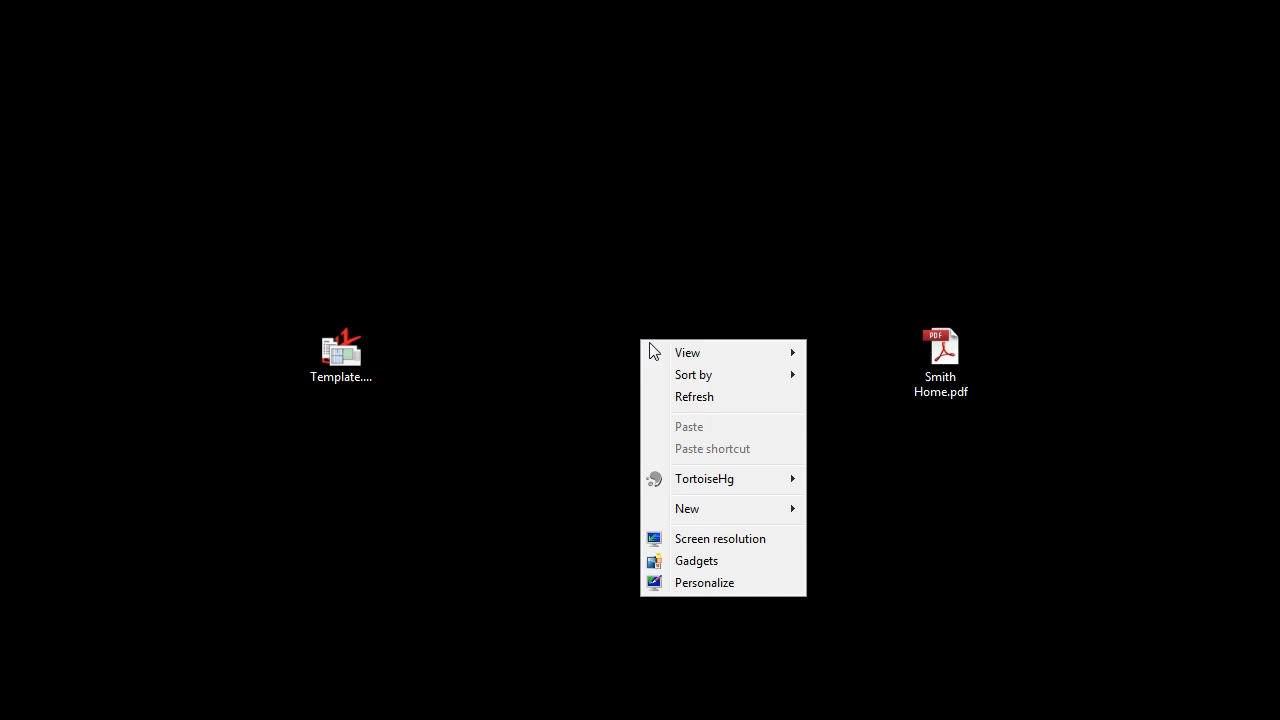 Template....
PDF
Smith
Home.pdf
View
Sort by
Refresh
Paste
Paste shortcut
TortoiseHg
New
Screen resolution
Gadgets
Personalize